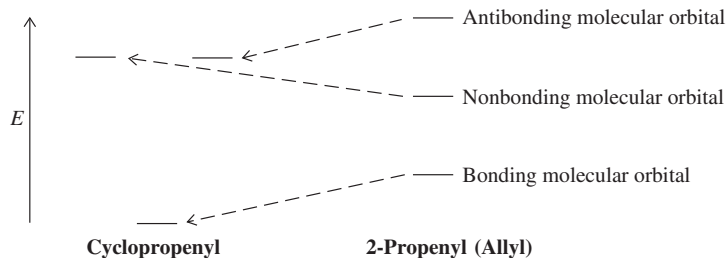 Antibonding molecular orbital
Nonbonding molecular orbital
E
Bonding molecular orbital
Cyclopropenyl 2-Propenyl (Allyl)